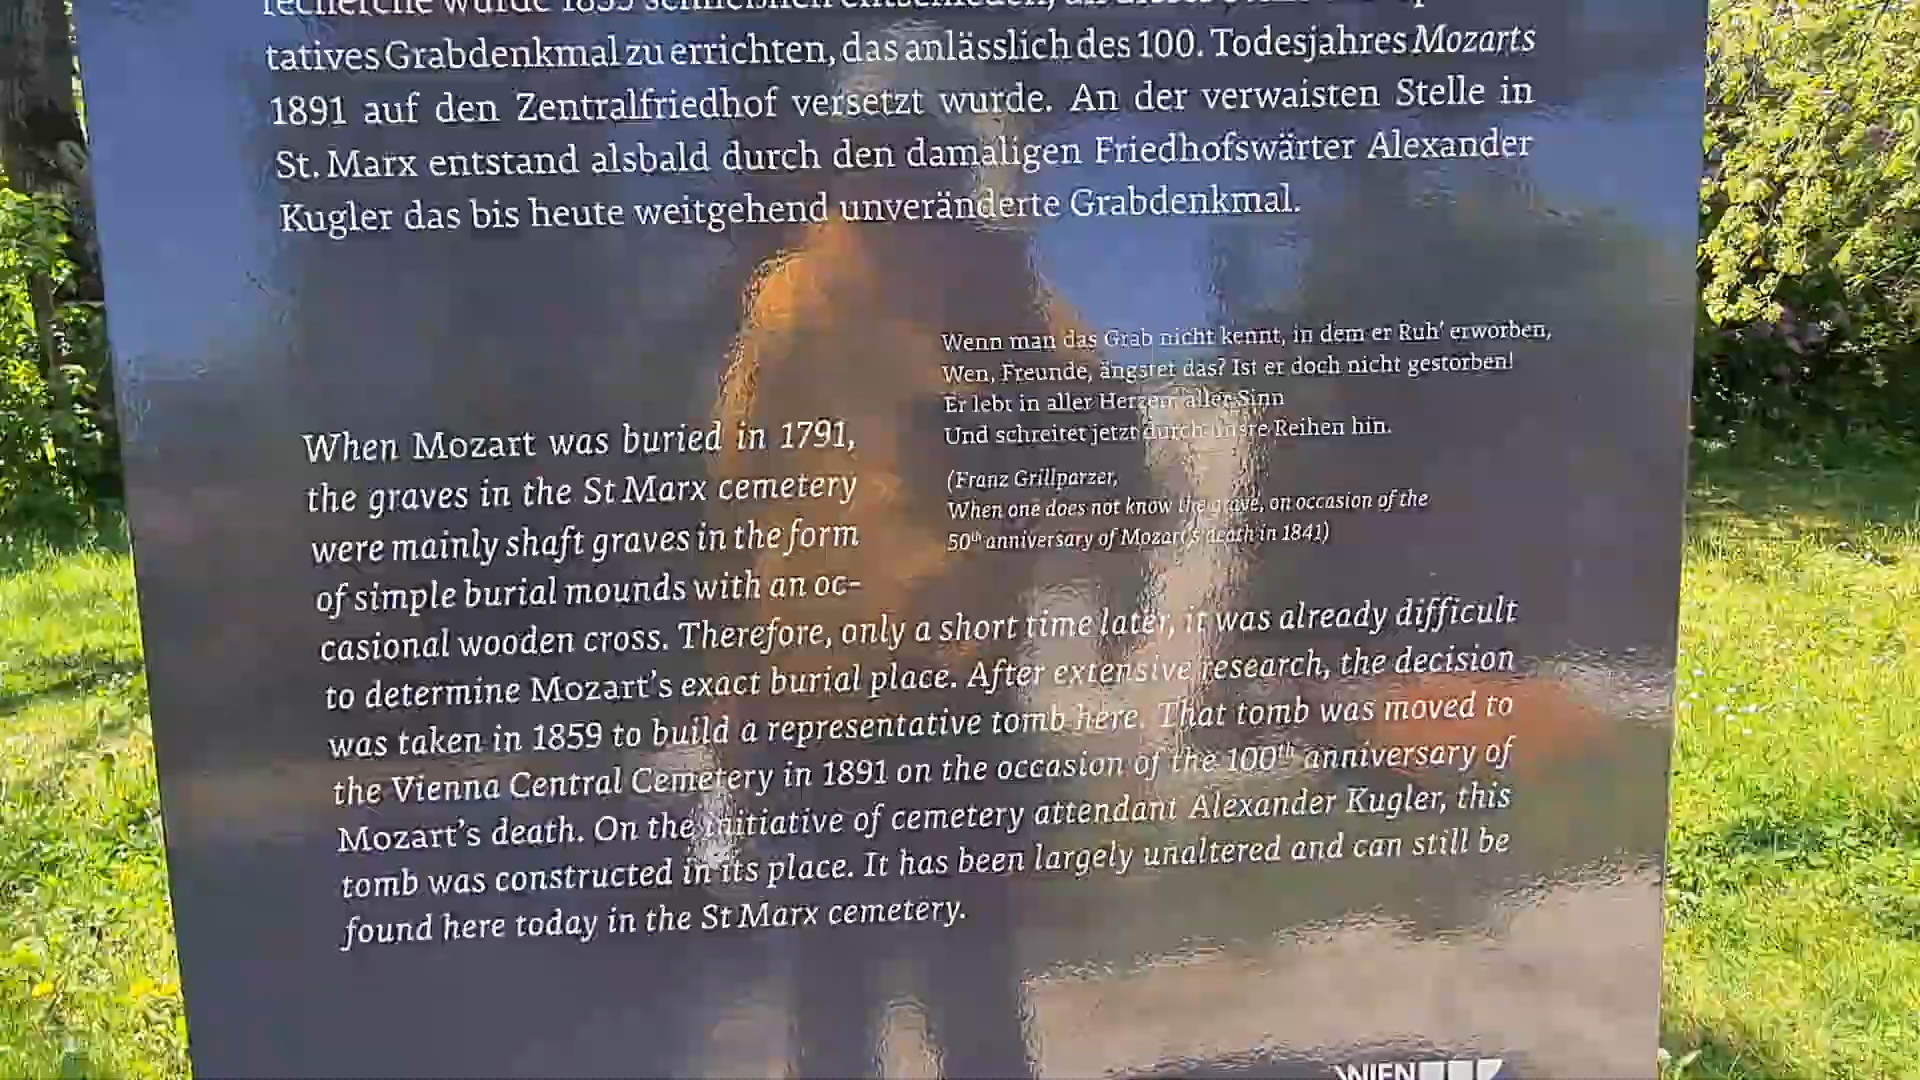 recherche wurde 1859 schließlich entschieden, an dieser Stelle
tatives Grabdenkmal zu errichten, das anlässlich des 100. Todesjahres Mozarts
1891 auf den Zentralfriedhof versetzt wurde. An der verwaisten Stelle in
St. Marx entstand alsbald durch den damaligen Friedhofswärter Alexander
Kugler das bis heute weitgehend unveränderte Grabdenkmal.
Wenn man das Grab nicht kennt, in dem er Ruh' erworben,
Wen, Freunde, ängstet das? Ist er doch nicht gestorben!
Er lebt in aller Herzen, aller Sinn
Und schreitet jetzt durch unsre Reihen hin.
(Franz Grillparzer,
When one does not know the grave, on occasion of the
50th anniversary of Mozart's death in 1841)
When Mozart was buried in 1791,
the graves in the St Marx cemetery
were mainly shaft graves in the form
of simple burial mounds with an oc-
casional wooden cross. Therefore, only a short time later, it was already difficult
to determine Mozart's exact burial place. After extensive research, the decision
was taken in 1859 to build a representative tomb here. That tomb was moved to
the Vienna Central Cemetery in 1891 on the occasion of the 100th anniversary of
Mozart's death. On the initiative of cemetery attendant Alexander Kugler, this
tomb was constructed in its place. It has been largely unaltered and can still be
found here today in the St Marx cemetery.
WIEN